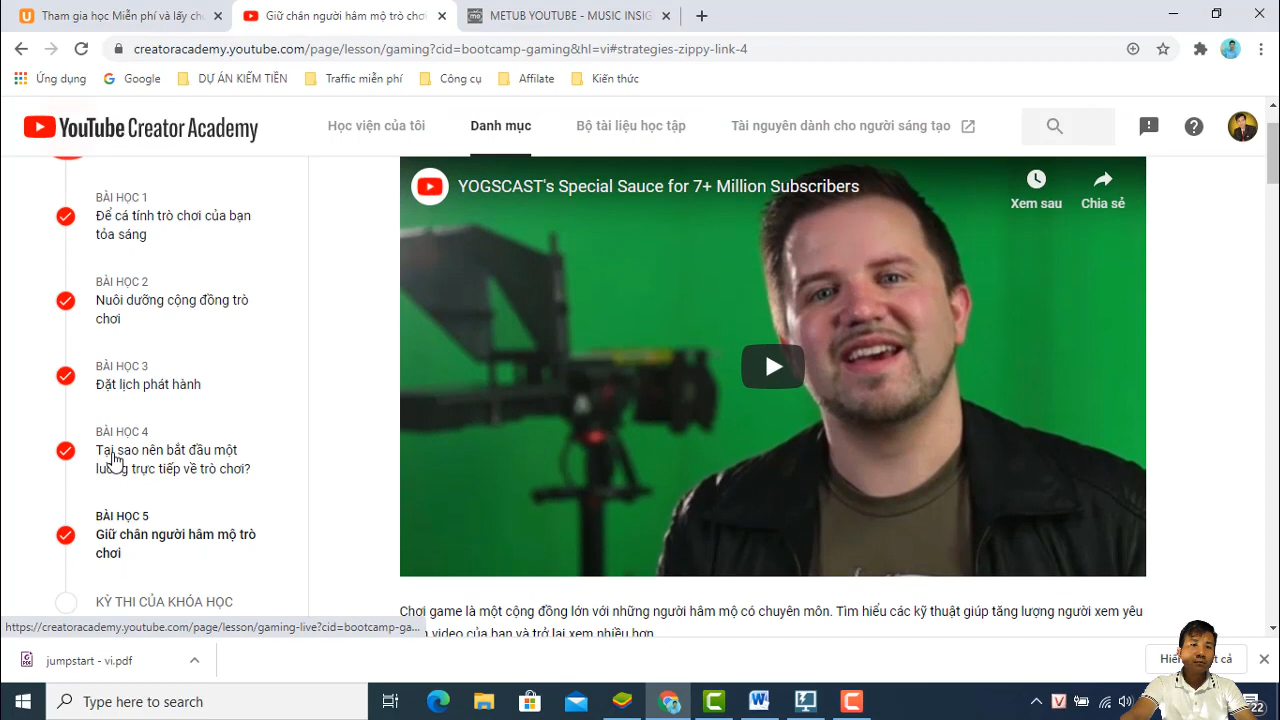 Tham gia học Miễn phí và lấy cho
Giữ chân người hâm mộ trò chơi
METUB YOUTUBE - MUSIC INSIG
creatoracademy.youtube.com/page/lesson/gaming?cid=bootcamp-gaming&hl=vi#strategies-zippy-link-4
Ứng dụng
Google
DỰ ÁN KIẾM TIỀN
Traffic miễn phí
Công cụ
Affilate
Kiến thức
YouTube Creator Academy
Học viện của tôi
Danh mục
Bộ tài liệu học tập
Tài nguyên dành cho người sáng tạo
BÀI HỌC 1
Để cá tính trò chơi của bạn
tỏa sáng
BÀI HỌC 2
Nuôi dưỡng cộng đồng trò
chơi
BÀI HỌC 3
Đặt lịch phát hành
BÀI HỌC 4
Tại sao nên bắt đầu một
luồng trực tiếp về trò chơi?
BÀI HỌC 5
Giữ chân người hâm mộ trò
chơi
KỲ THI CỦA KHÓA HỌC
YOGSCAST's Special Sauce for 7+ Million Subscribers
Xem sau
Chia sẻ
Chơi game là một cộng đồng lớn với những người hâm mộ có chuyên môn. Tìm hiểu các kỹ thuật giúp tăng lượng người xem yêu
video của bạn và trở lại xem nhiều hơn
https://creatoracademy.youtube.com/page/lesson/gaming-live?cid=bootcamp-ga...
jumpstart - vi.pdf
Type here to search
22